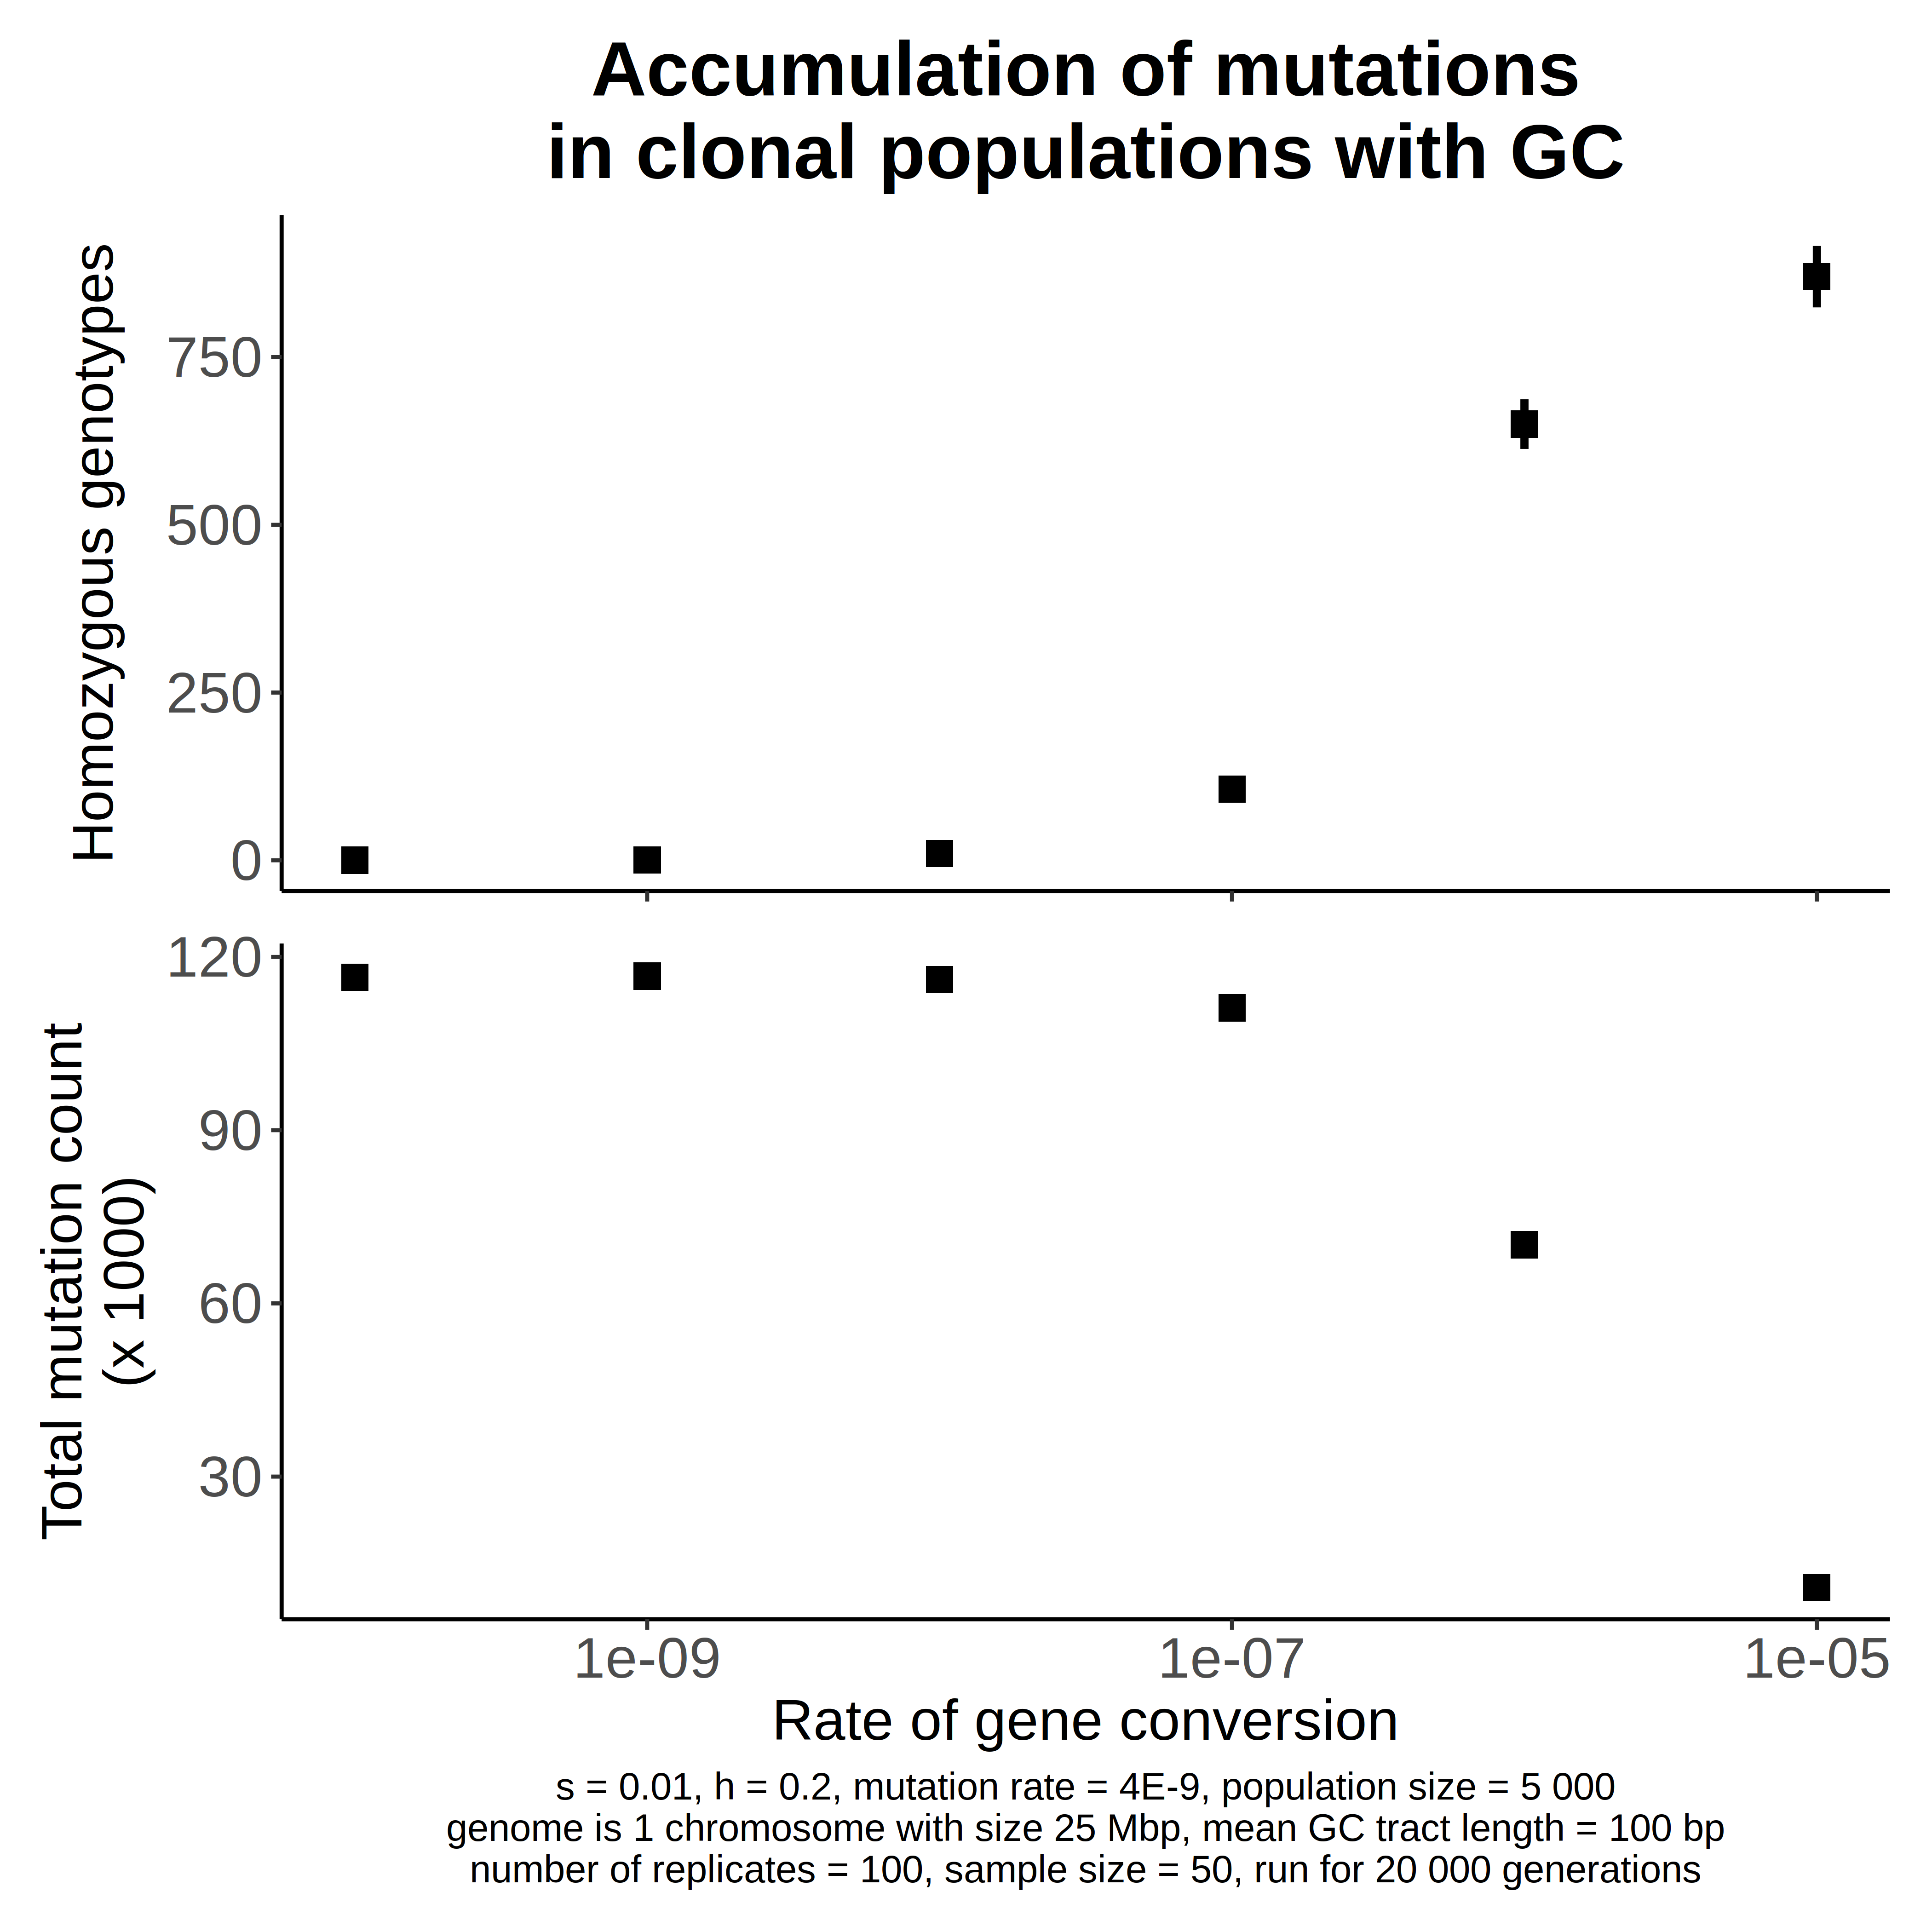 Accumulation of mutations
in clonal populations with GC
Homozygous genotypes
750
500
250
0
Total mutation count
(x 1000)
120
90
60
30
1e-09
1e-07
1e-05
Rate of gene conversion
s = 0.01, h = 0.2, mutation rate = 4E-9, population size = 5 000
genome is 1 chromosome with size 25 Mbp, mean GC tract length = 100 bp
number of replicates = 100, sample size = 50, run for 20 000 generations